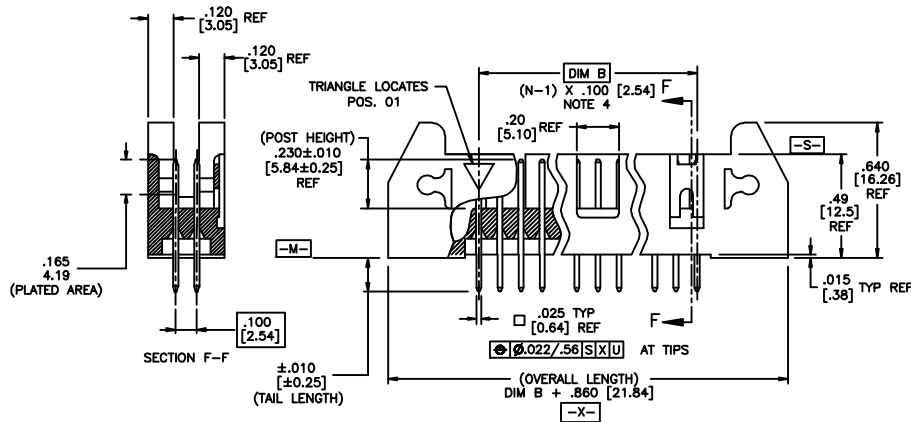 .120
[3.05] REF
.120
[3.05] REF
TRIANGLE LOCATES
POS. 01
DIM B
(N-1) X .100 [2.54]
NOTE 4
F
.20
[5.10] REF
(POST HEIGHT)
.230±.010
[5.84±0.25]
REF
-S-
.640
[16.26]
REF
.49
[12.5]
REF
-M-
.165
4.19
(PLATED AREA)
.015
[.38] TYP REF
.100
[2.54]
□ .025 TYP
[0.64] REF
F
SECTION F-F
⌖ Ø.022/.56 S X U AT TIPS
±.010
[±0.25]
(TAIL LENGTH)
(OVERALL LENGTH)
DIM B + .860 [21.84]
-X-